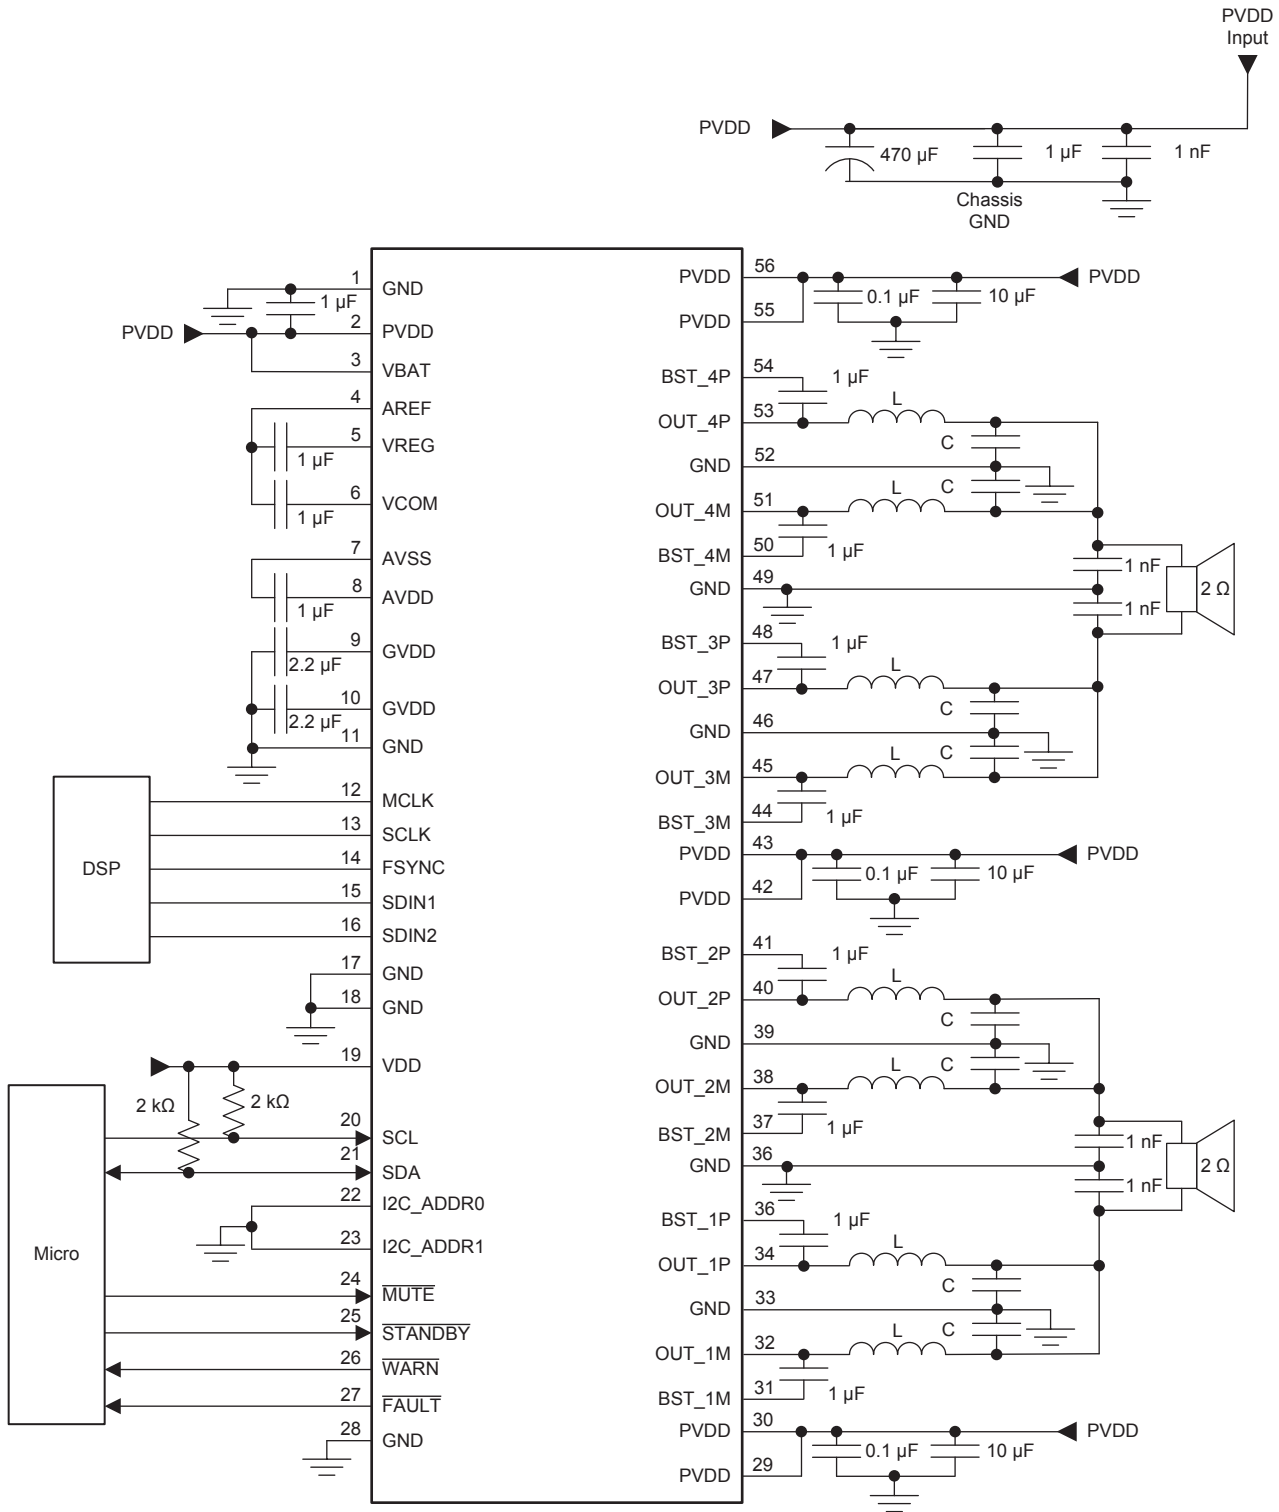 PVDD
Input
PVDD
470 µF
1 µF
1 nF
Chassis
GND
1
GND
1 µF
PVDD
2
PVDD
3
VBAT
4
AREF
5
VREG
1 µF
6
VCOM
1 µF
7
AVSS
8
AVDD
1 µF
9
GVDD
2.2 µF
10
GVDD
2.2 µF
11
GND
DSP
12
MCLK
13
SCLK
14
FSYNC
15
SDIN1
16
SDIN2
17
GND
18
GND
19
VDD
2 kΩ
2 kΩ
Micro
20
SCL
21
SDA
22
I2C_ADDR0
23
I2C_ADDR1
24
MUTE
25
STANDBY
26
WARN
27
FAULT
28
GND
PVDD
56
PVDD
0.1 µF
10 µF
PVDD
55
BST_4P
54
1 µF
OUT_4P
53
L
C
GND
52
C
OUT_4M
51
L
BST_4M
50
1 µF
GND
49
1 nF
1 nF
2 Ω
BST_3P
48
1 µF
OUT_3P
47
L
C
GND
46
C
OUT_3M
45
L
BST_3M
44
1 µF
PVDD
43
PVDD
0.1 µF
10 µF
PVDD
42
BST_2P
41
1 µF
OUT_2P
40
L
C
GND
39
C
OUT_2M
38
L
BST_2M
37
1 µF
GND
36
1 nF
1 nF
2 Ω
BST_1P
36
1 µF
OUT_1P
34
L
C
GND
33
C
OUT_1M
32
L
BST_1M
31
1 µF
PVDD
30
PVDD
0.1 µF
10 µF
PVDD
29